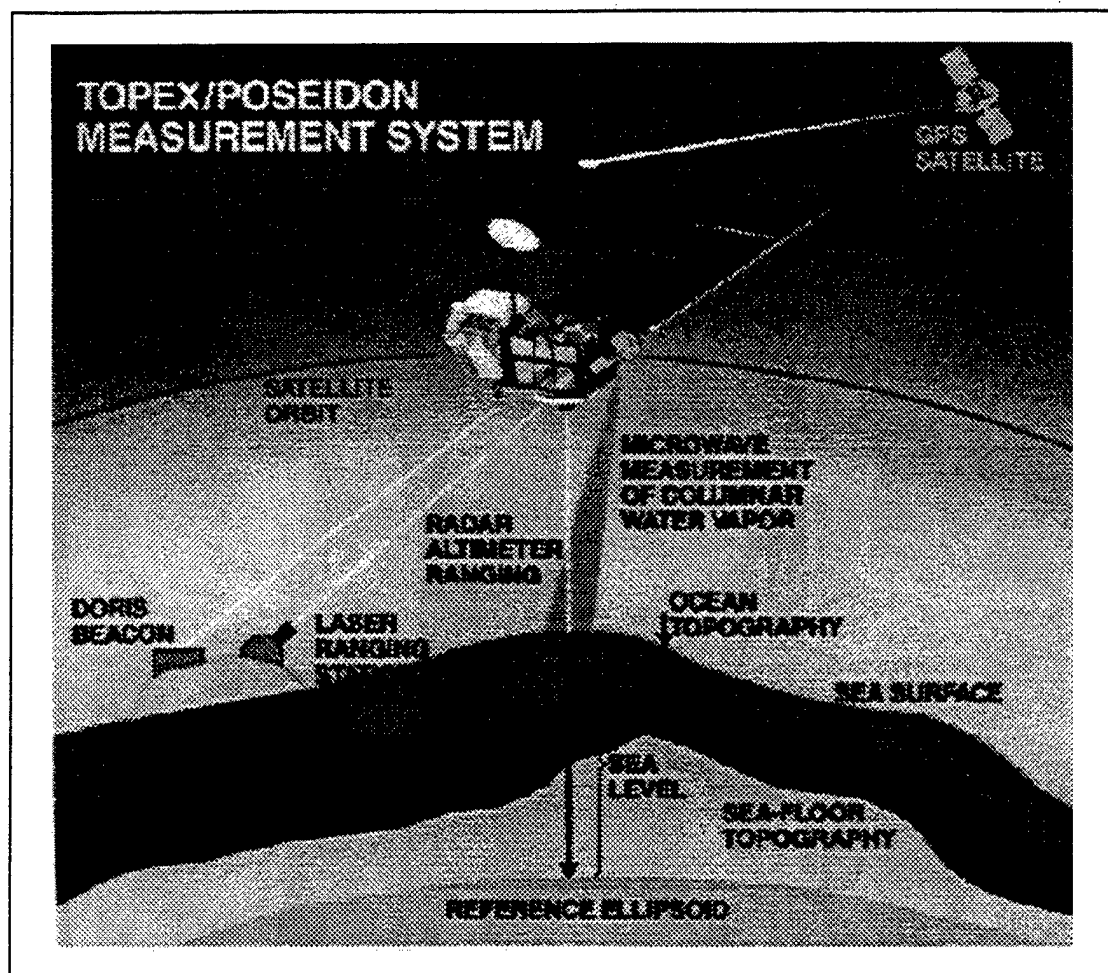 TOPEX/POSEIDON
MEASUREMENT SYSTEM
GPS
SATELLITE
SATELLITE
ORBIT
MICROWAVE
MEASUREMENT
OF COLUMNAR
WATER VAPOR
RADAR
ALTIMETER
RANGING
DORIS
BEACON
LASER
RANGING
OCEAN
TOPOGRAPHY
SEA SURFACE
SEA
LEVEL
SEA-FLOOR
TOPOGRAPHY
REFERENCE ELLIPSOID